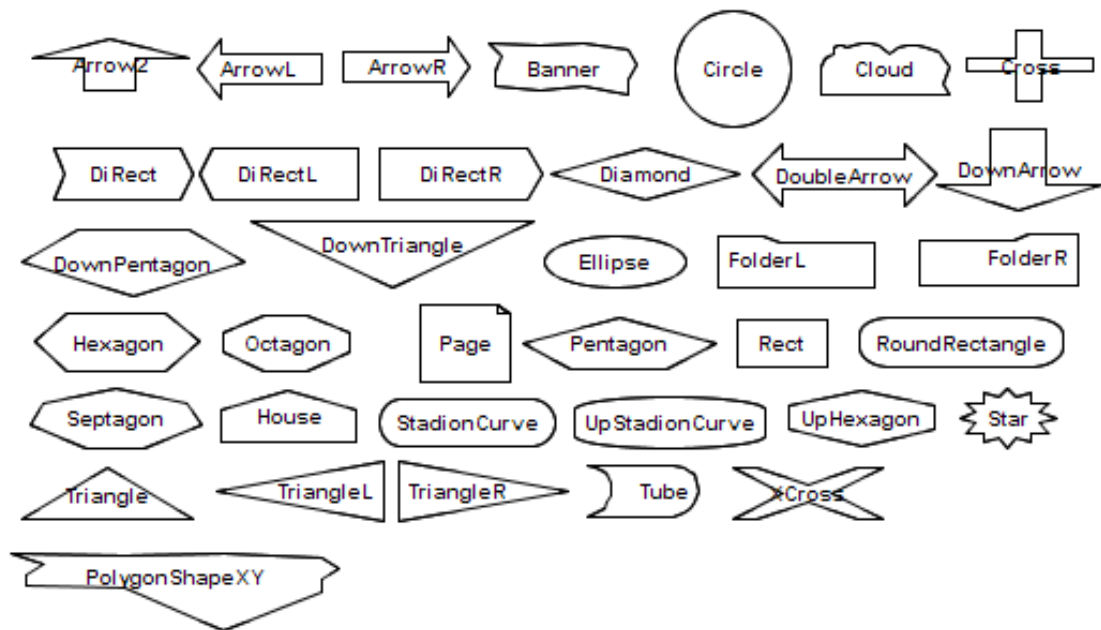 Arrow2 ArrowL ArrowR Banner Circle Cloud Cross
DiRect DiRectL DiRectR Diamond DoubleArrow DownArrow
DownPentagon DownTriangle Ellipse FolderL FolderR
Hexagon Octagon Page Pentagon Rect RoundRectangle
Septagon House StadionCurve UpStadionCurve UpHexagon Star
Triangle TriangleL TriangleR Tube XCross
PolygonShapeXY